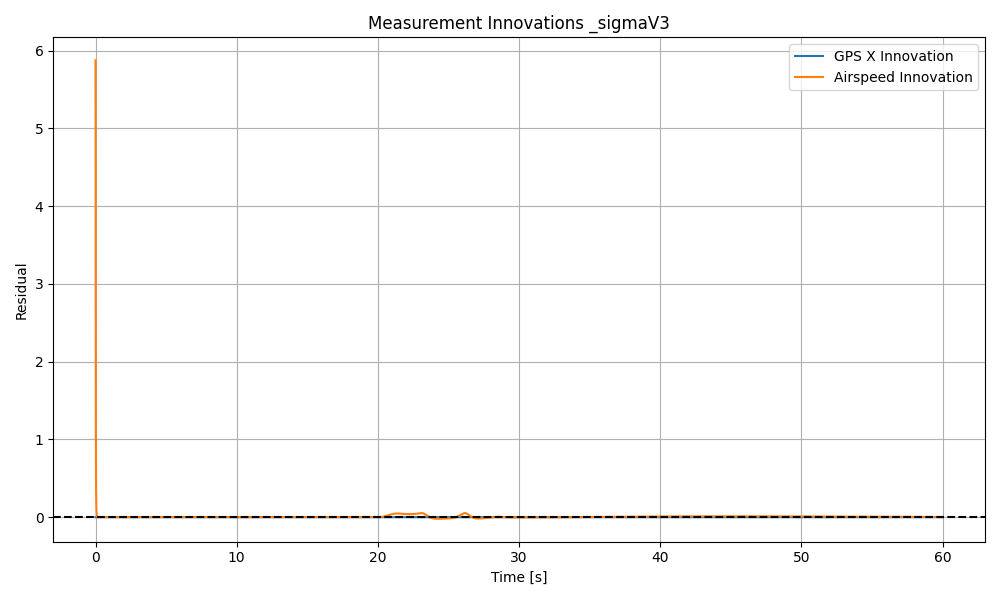 Measurement Innovations _sigmaV3
GPS X Innovation
Airspeed Innovation
Residual
6
5
4
3
2
1
0
0 10 20 30 40 50 60
Time [s]